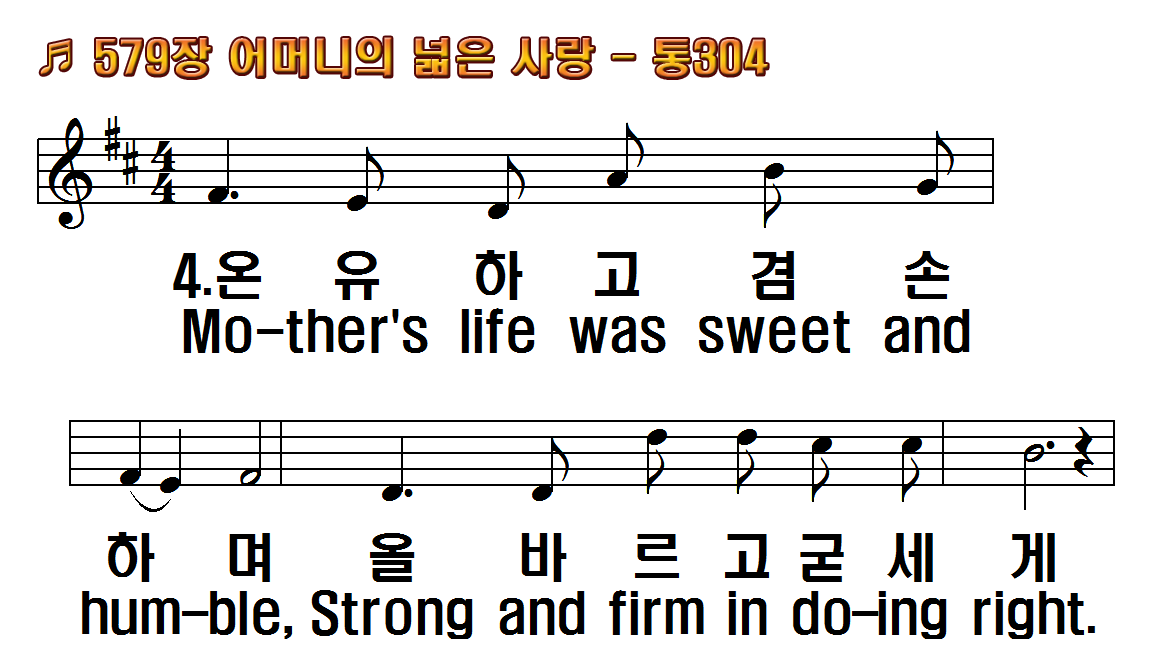 ♬ 579장 어머니의 넓은 사랑 - 통304
4.온 유 하 고 겸 손
Mo-ther's life was sweet and
하 며 올 바 르 고 굳 세 게
hum-ble, Strong and firm in do-ing right.